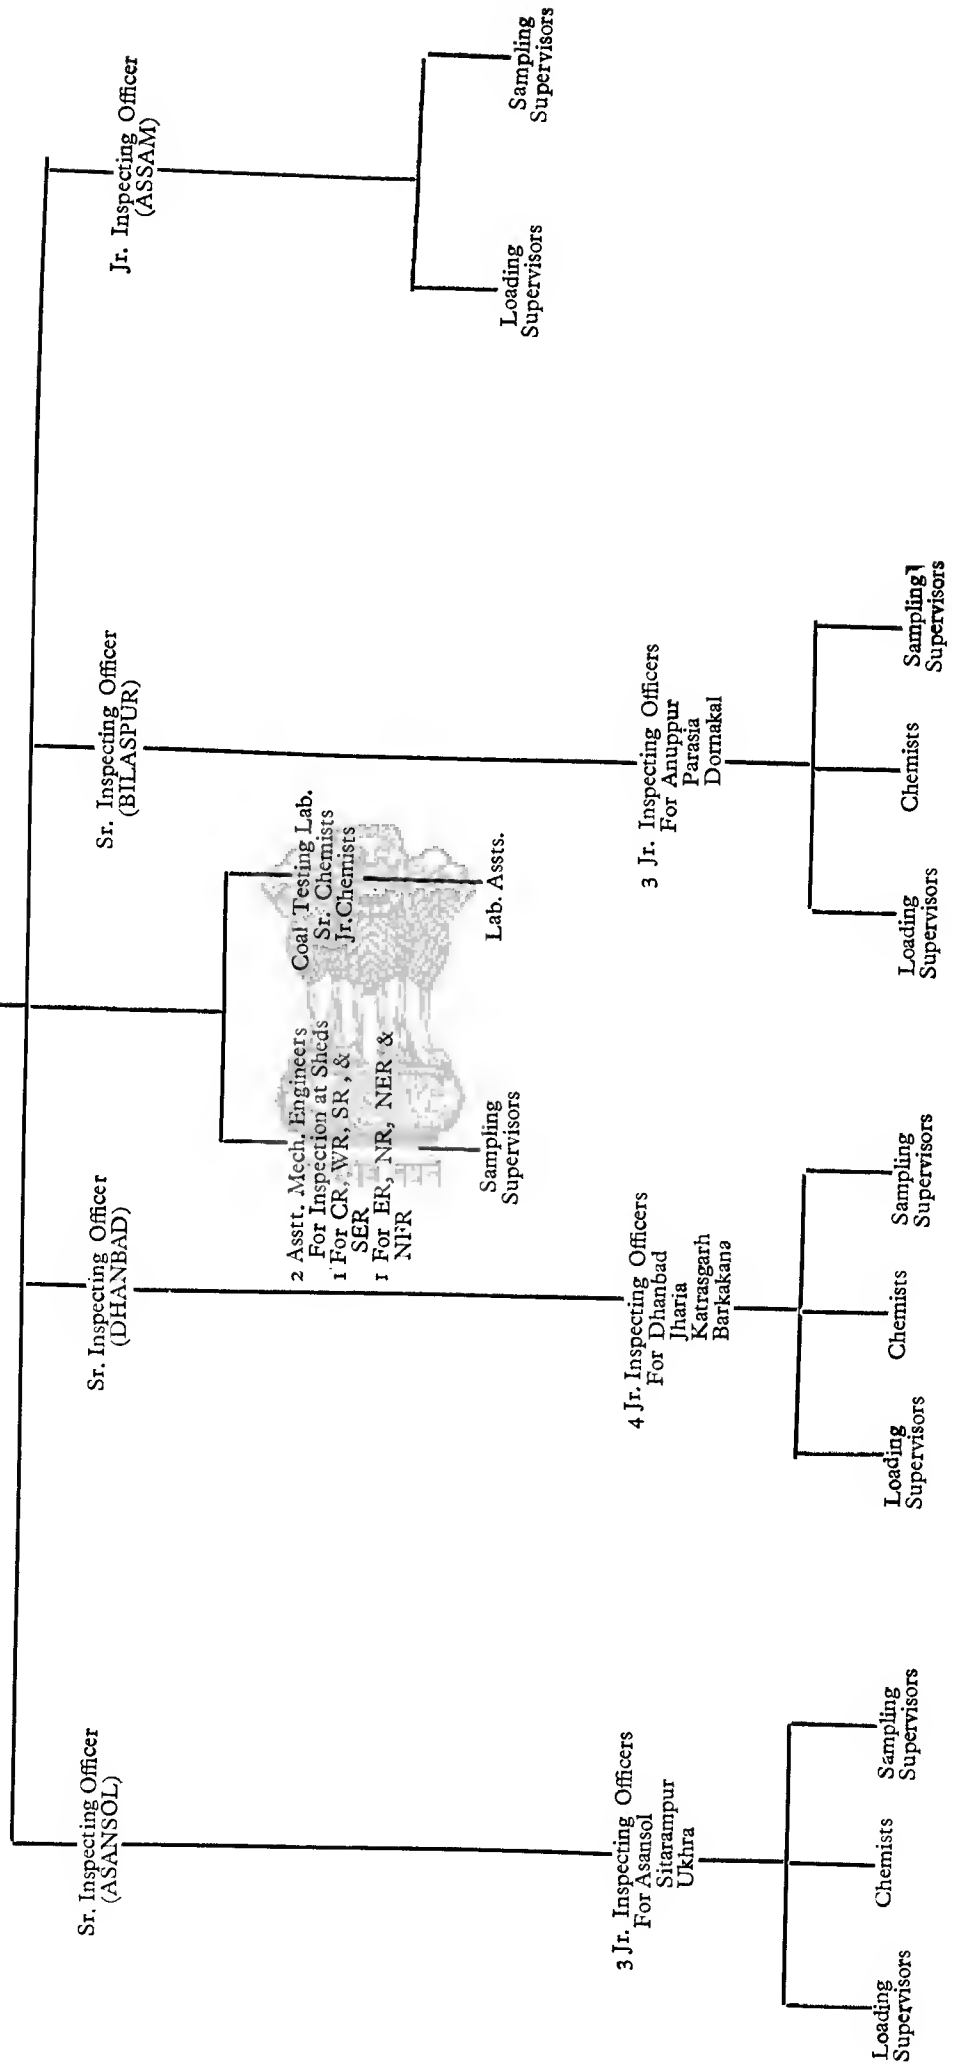 Sr. Inspecting Officer
(ASANSOL)
Sr. Inspecting Officer
(DHANBAD)
Sr. Inspecting Officer
(BILASPUR)
Jr. Inspecting Officer
(ASSAM)
2 Asstt. Mech. Engineers
For Inspection at Sheds
1 For CR, WR, SR, &
SER
1 For ER, NR, NER &
NFR
Sampling
Supervisors
Coal Testing Lab.
Sr. Chemists
Jr. Chemists
Lab. Assts.
Loading
Supervisors
Sampling
Supervisors
3 Jr. Inspecting Officers
For Asansol
Sitarampur
Ukhra
4 Jr. Inspecting Officers
For Dhanbad
Jharia
Katrasgarh
Barkakana
3 Jr. Inspecting Officers
For Anuppur
Parasia
Dornakal
Loading
Supervisors
Chemists
Sampling
Supervisors
Loading
Supervisors
Chemists
Sampling
Supervisors
Loading
Supervisors
Chemists
Sampling
Supervisors